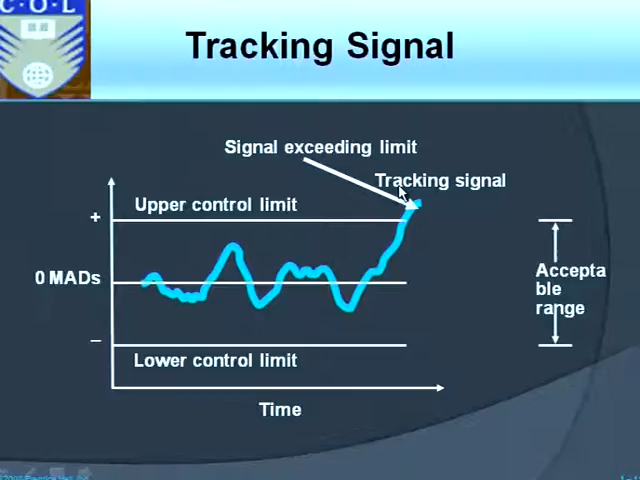 C·O·L
Tracking Signal
Signal exceeding limit
Tracking signal
Upper control limit
+
0 MADs
Accepta
ble
range
–
Lower control limit
Time